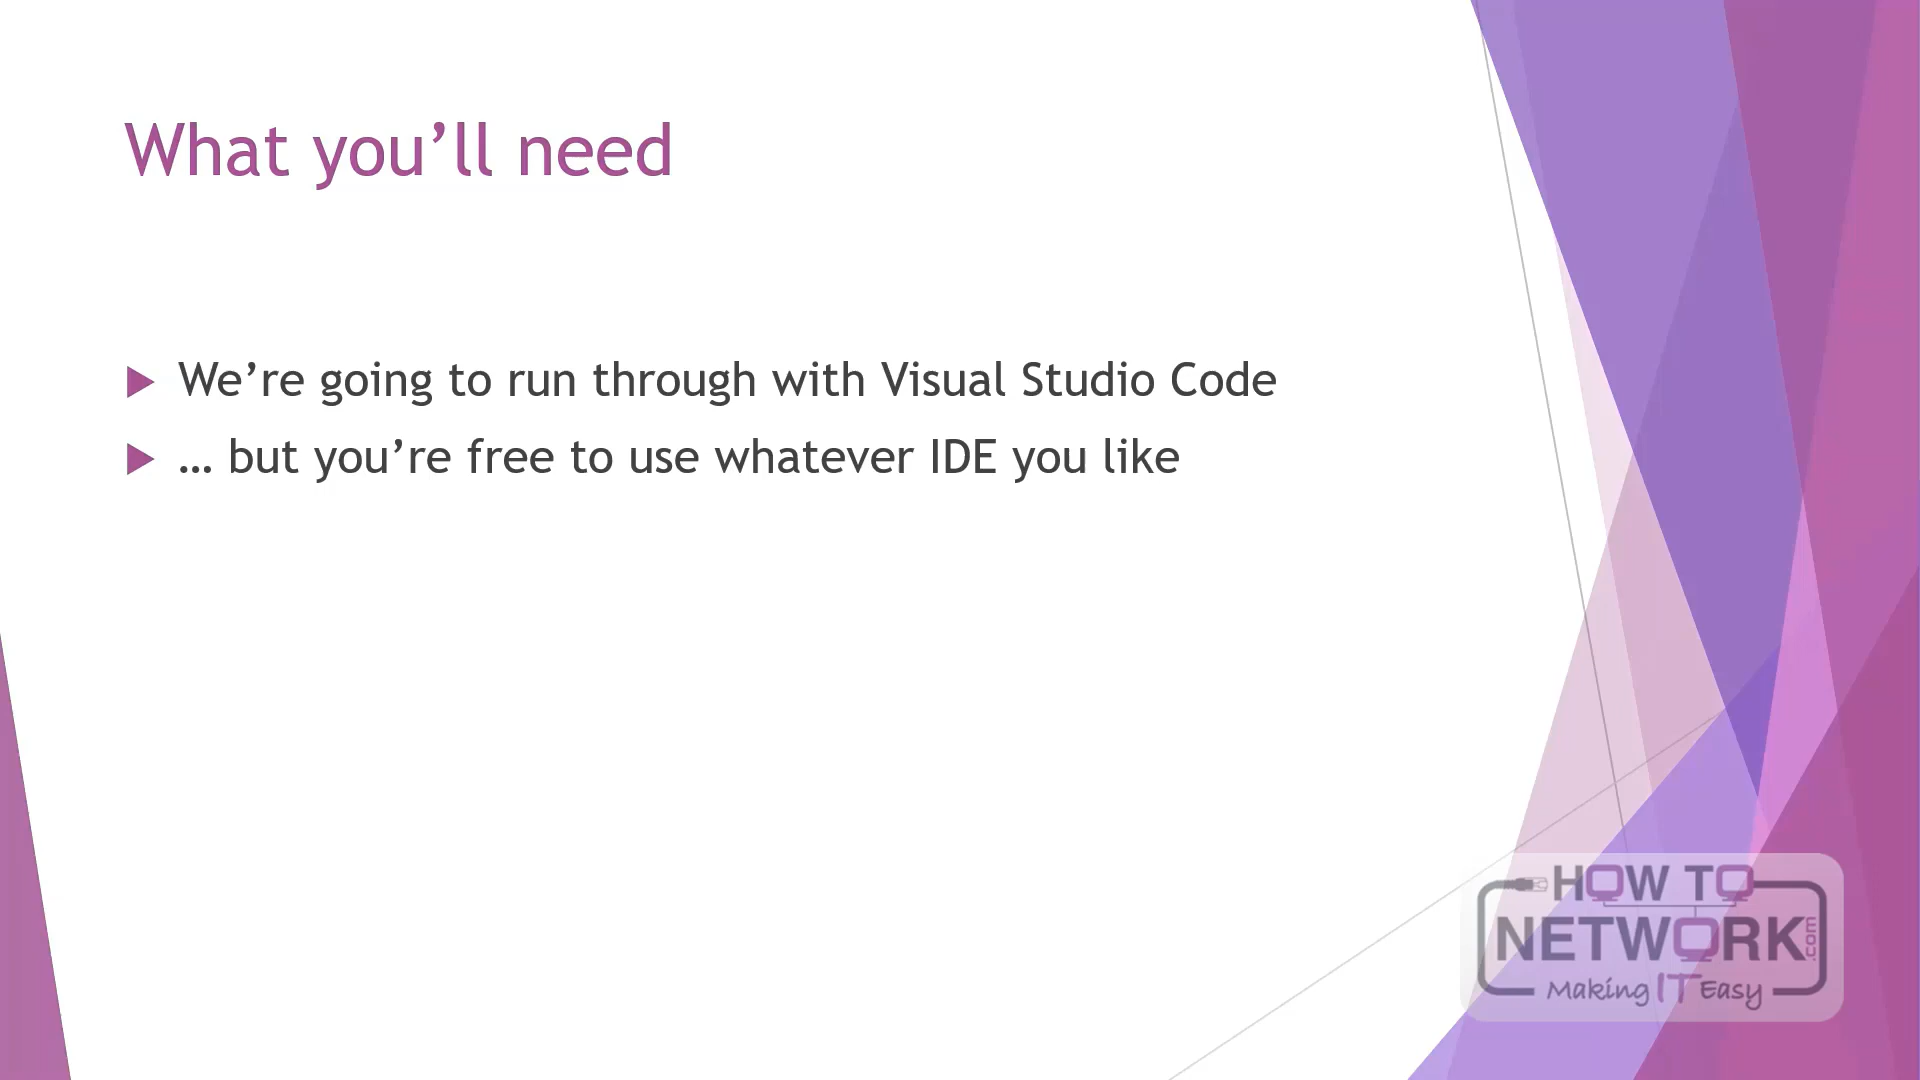 What you’ll need
We’re going to run through with Visual Studio Code
... but you’re free to use whatever IDE you like
HOW TO
NETWORK.com
Making IT Easy